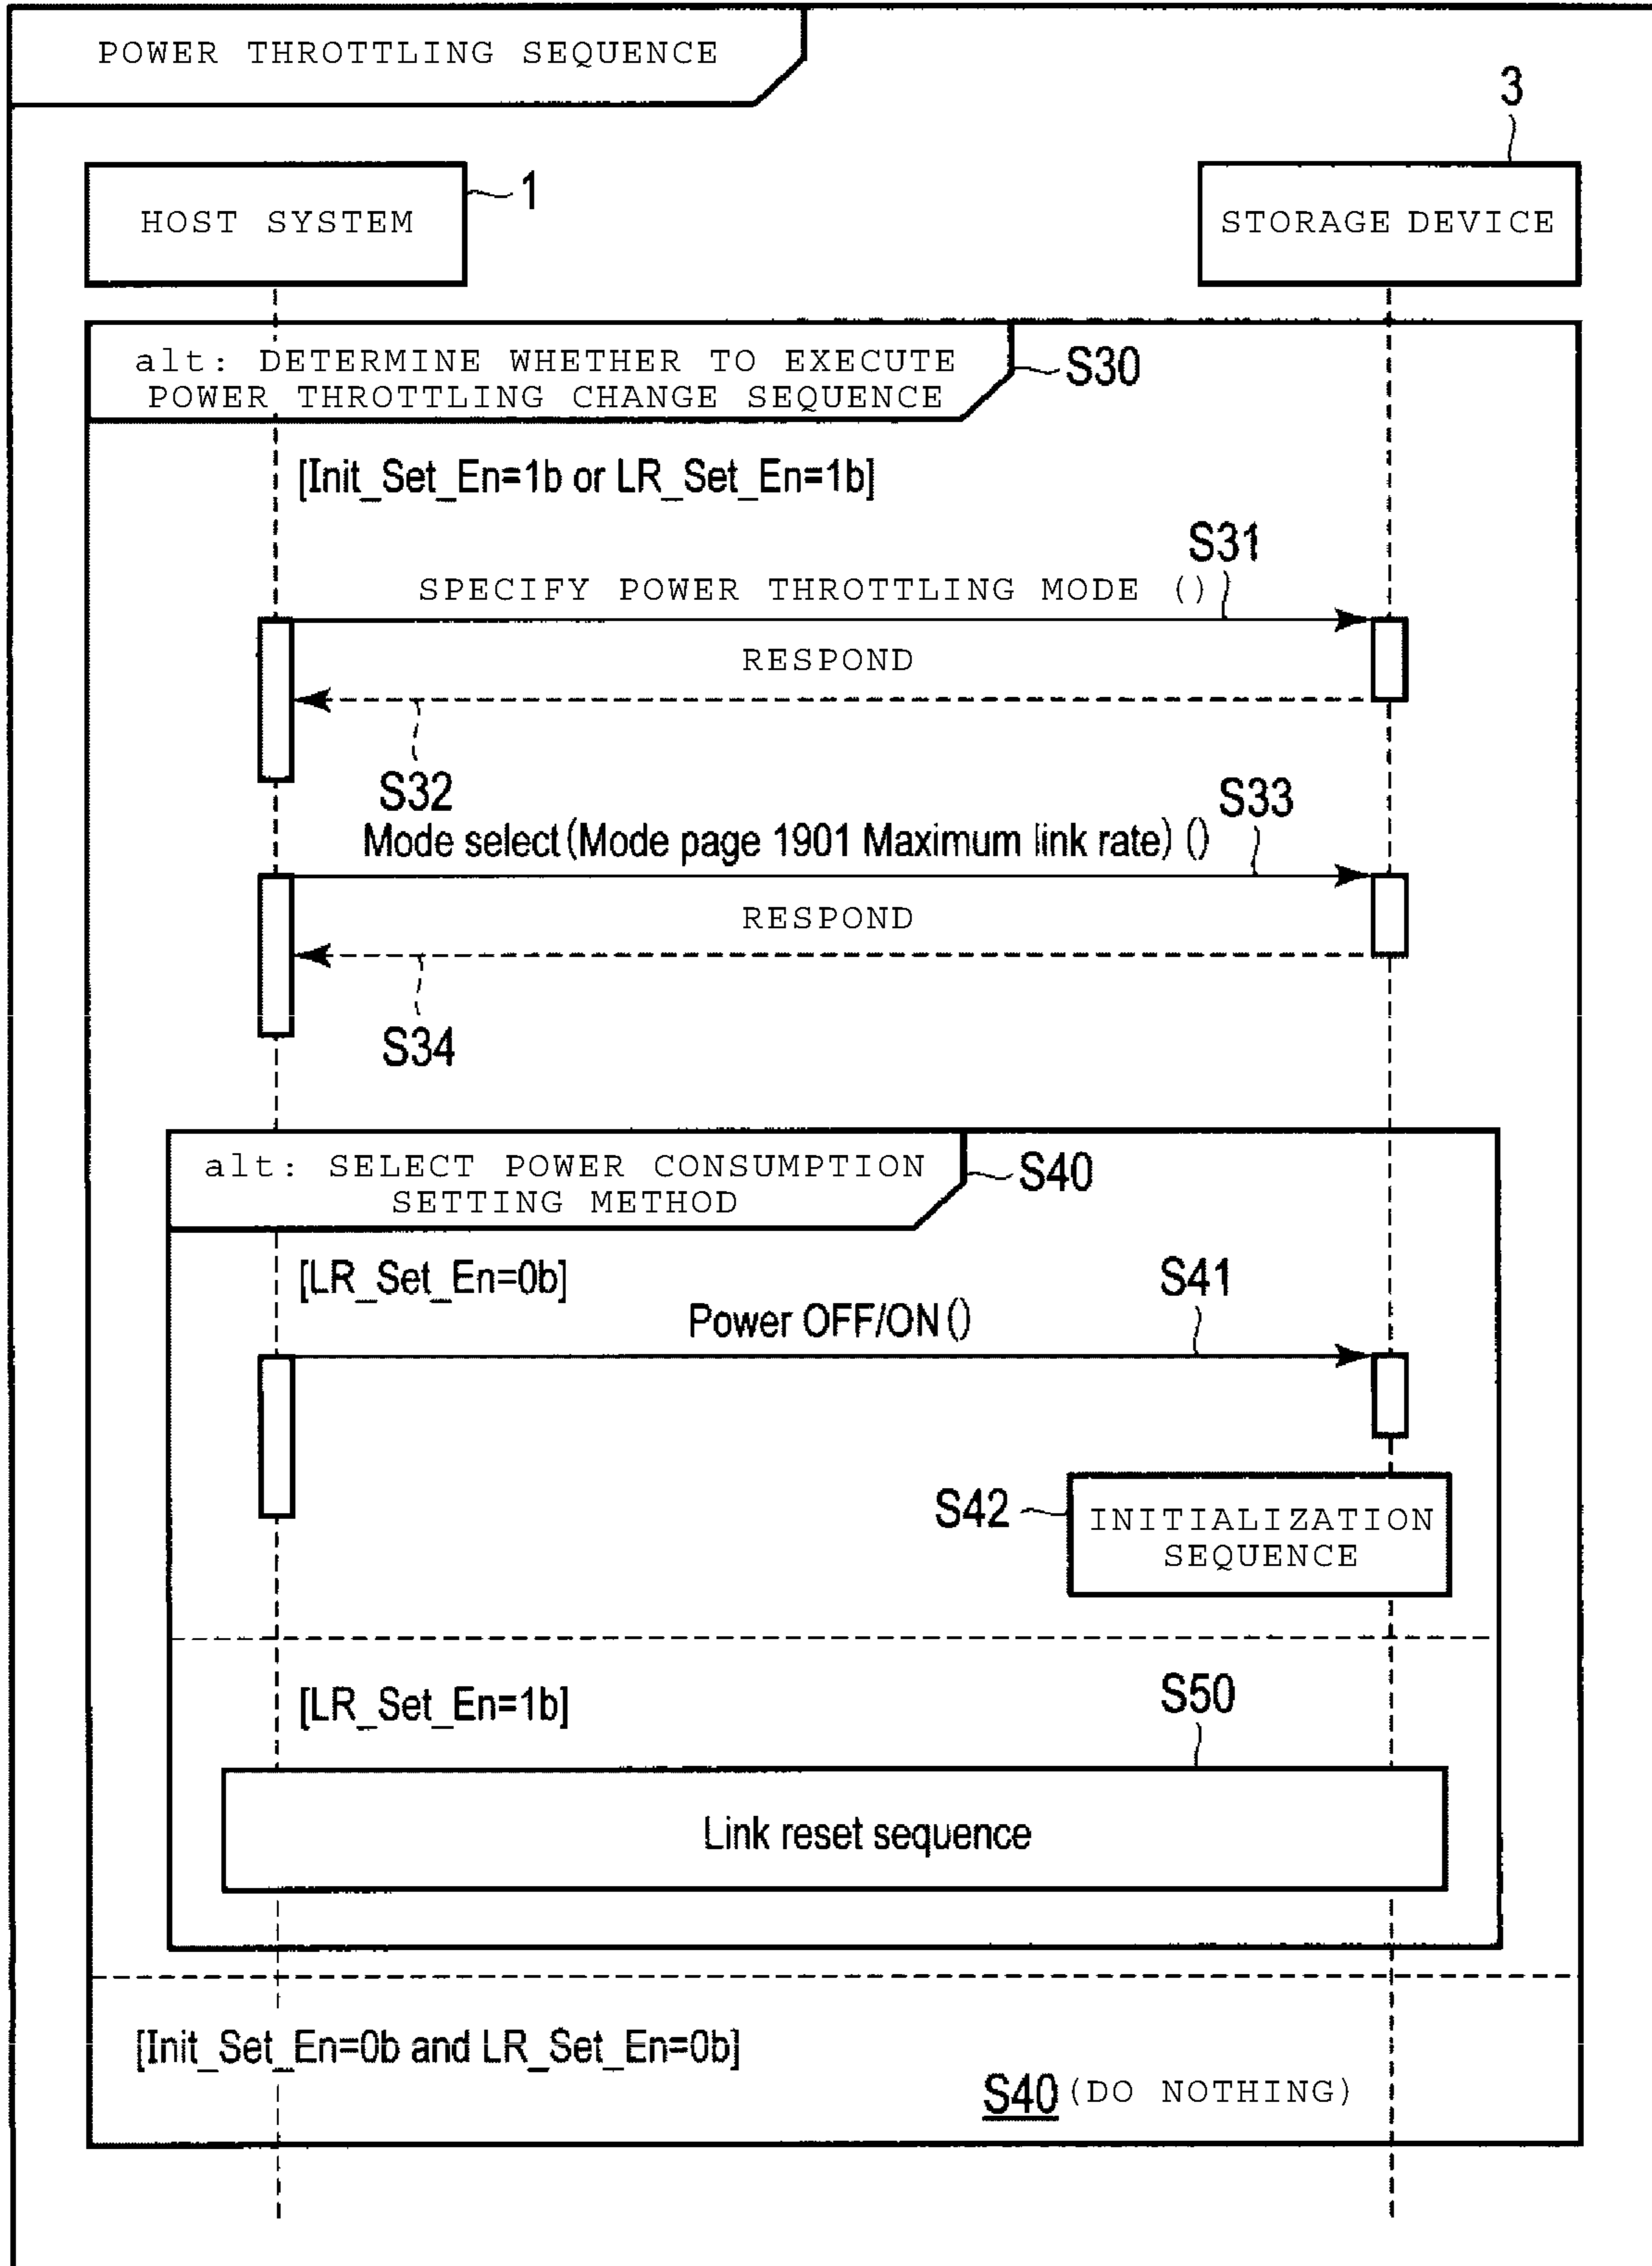 POWER THROTTLING SEQUENCE
3
1
HOST SYSTEM
STORAGE DEVICE
alt: DETERMINE WHETHER TO EXECUTE
POWER THROTTLING CHANGE SEQUENCE
S30
[Init_Set_En=1b or LR_Set_En=1b]
S31
SPECIFY POWER THROTTLING MODE ()
RESPOND
S32
S33
Mode select(Mode page 1901 Maximum link rate) ()
RESPOND
S34
alt: SELECT POWER CONSUMPTION
SETTING METHOD
S40
[LR_Set_En=0b]
S41
Power OFF/ON ()
S42
INITIALIZATION
SEQUENCE
[LR_Set_En=1b]
S50
Link reset sequence
[Init_Set_En=0b and LR_Set_En=0b]
S40 (DO NOTHING)